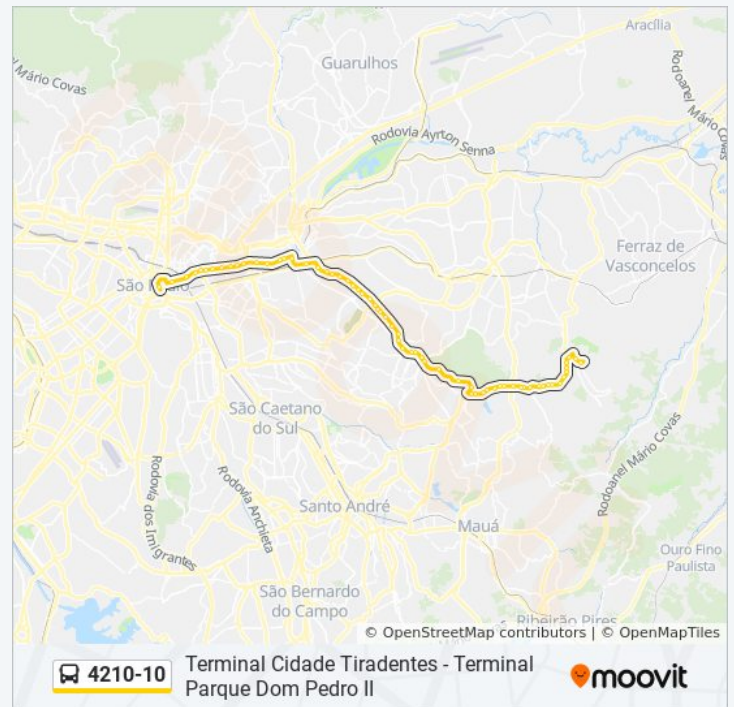 Aracília
Guarulhos
Mário Covas
Rodoanel Mário Covas
Rodovia Ayrton Senna
Ferraz de
Vasconcelos
São Paulo
São Caetano
do Sul
Rodovia dos Imigrantes
Rodovia Anchieta
Rodoanel Mário Covas
Santo André
Mauá
Ouro Fino
Paulista
São Bernardo
do Campo
Ribeirão Pires
© OpenStreetMap contributors | © OpenMapTiles
4210-10
Terminal Cidade Tiradentes - Terminal
Parque Dom Pedro II
moovit